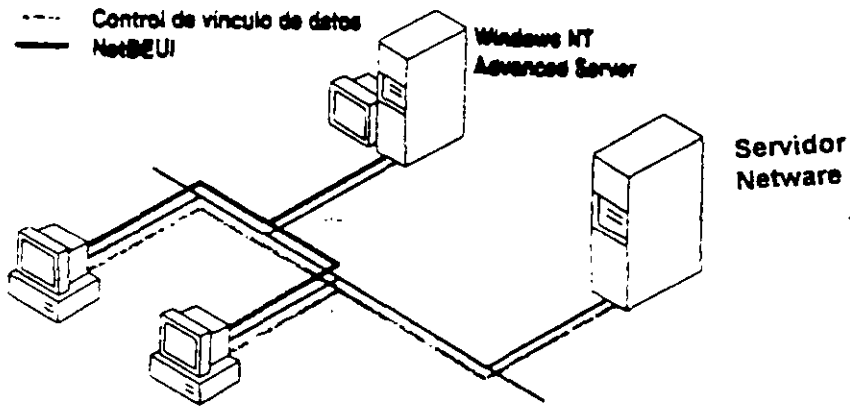 Control de vínculo de datos
NetBEUI
Windows NT
Advanced Server
Servidor
Netware